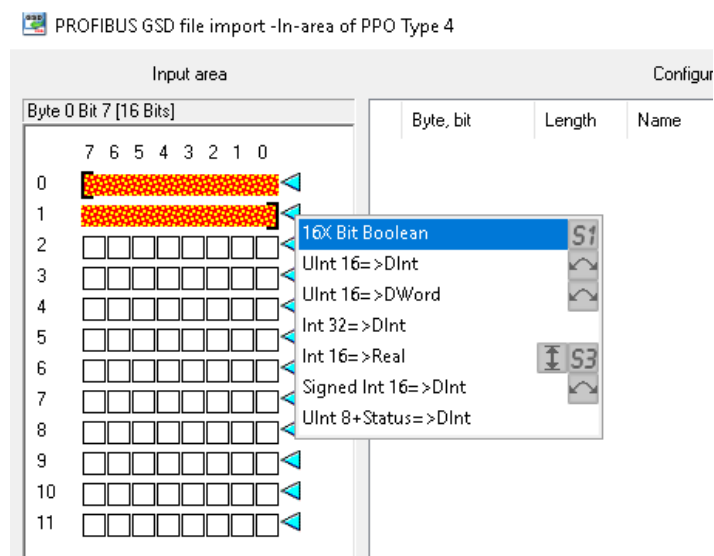 PROFIBUS GSD file import -In-area of PPO Type 4
Input area
Configur
Byte 0 Bit 7 [16 Bits]
Byte, bit Length Name
7 6 5 4 3 2 1 0
0
1
2
3
4
5
6
7
8
9
10
11
16X Bit Boolean S1
UInt 16=>DInt
UInt 16=>DWord
Int 32=>DInt
Int 16=>Real S3
Signed Int 16=>DInt
UInt 8+Status=>DInt